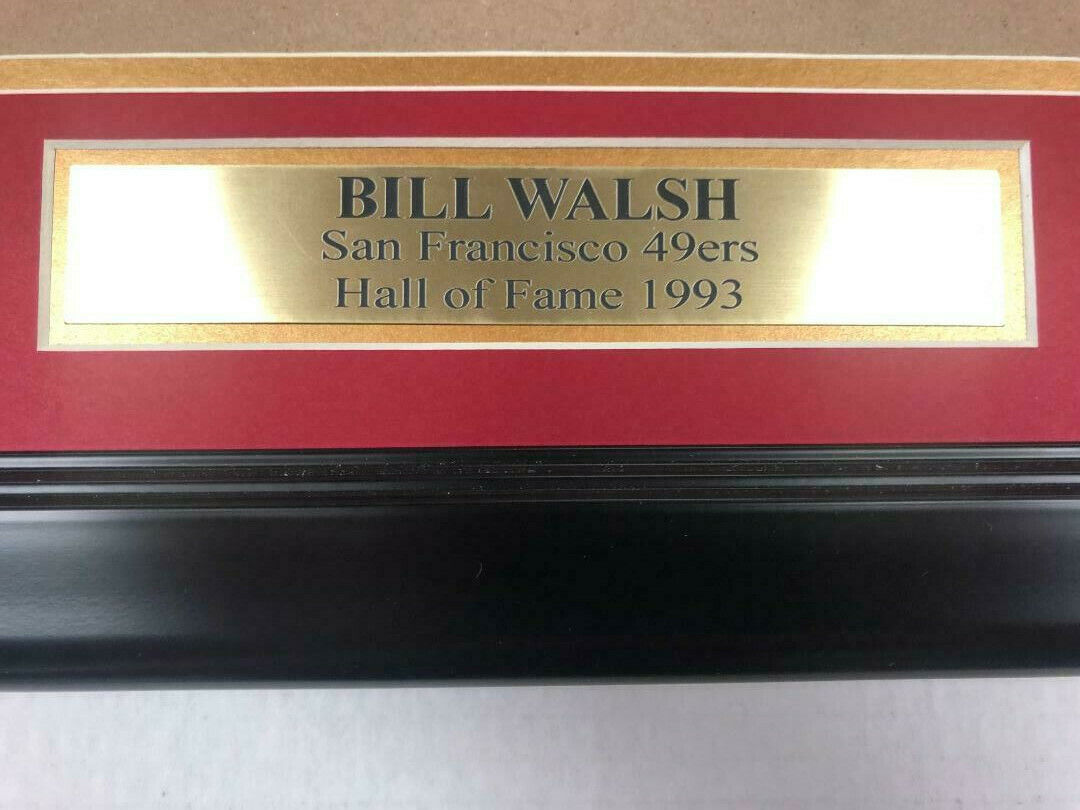 BILL WALSH
San Francisco 49ers
Hall of Fame 1993